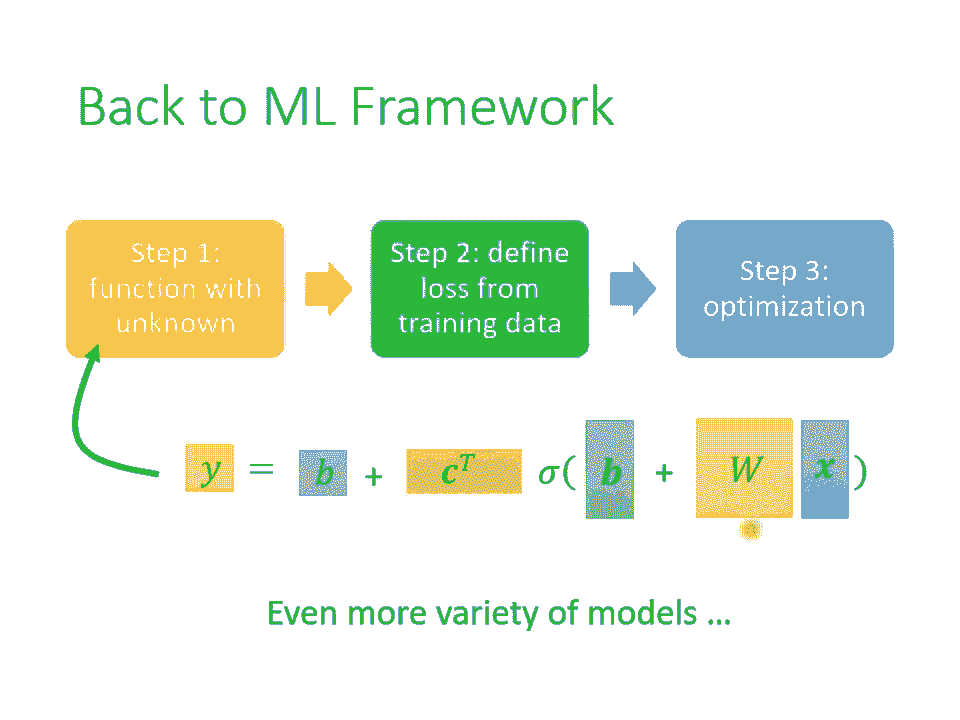 Back to ML Framework
Step 1:
function with
unknown
Step 2: define
loss from
training data
Step 3:
optimization
y = b + cᵀ σ( b + W x )
Even more variety of models …